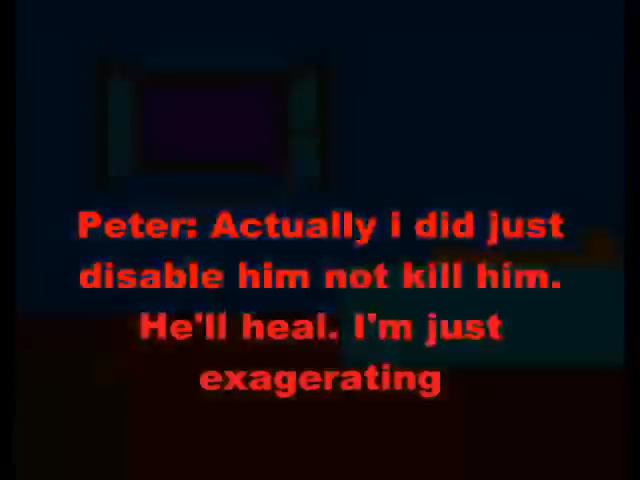 Peter: Actually i did just
disable him not kill him.
He'll heal. I'm just
exagerating